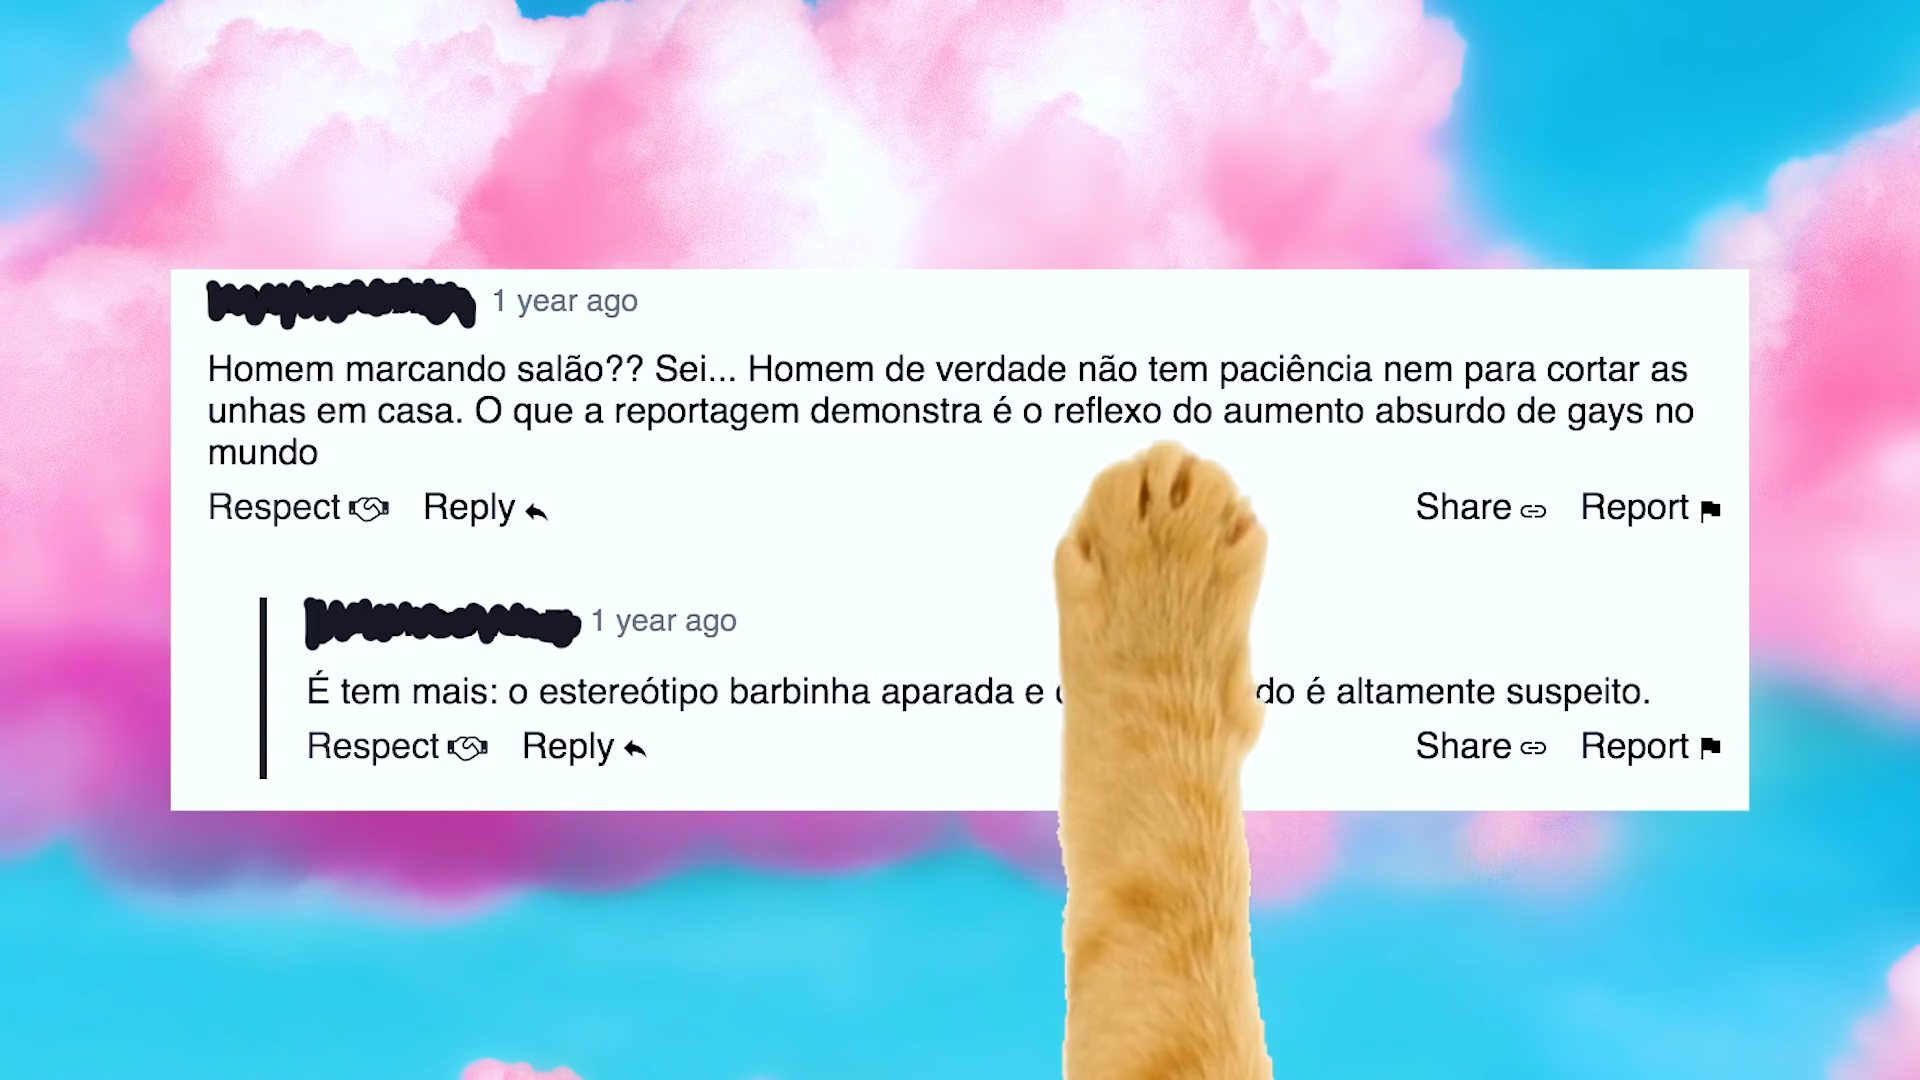 1 year ago
Homem marcando salão?? Sei... Homem de verdade não tem paciência nem para cortar as
unhas em casa. O que a reportagem demonstra é o reflexo do aumento absurdo de gays no
mundo
Respect Reply Share Report
1 year ago
É tem mais: o estereótipo barbinha aparada e do é altamente suspeito.
Respect Reply Share Report